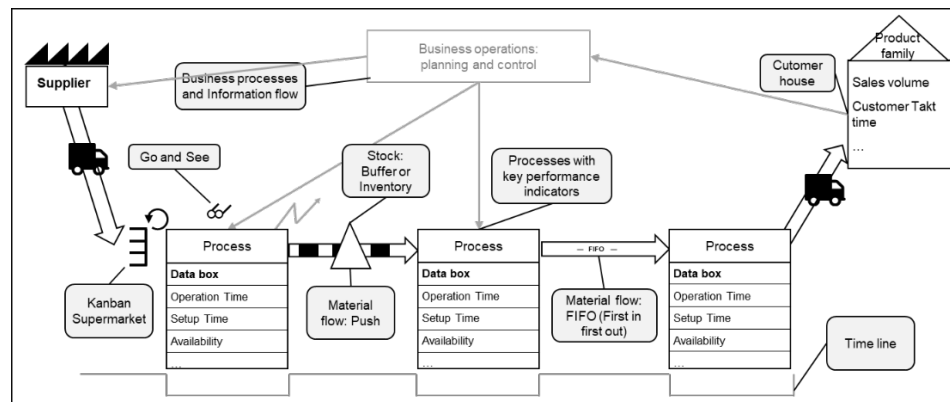 Product
family
Business operations:
planning and control
Cutomer
house
Supplier
Business processes
and Information flow
Sales volume
Customer Takt
time
…
Go and See
Stock:
Buffer or
Inventory
Processes with
key performance
indicators
Process
Data box
Operation Time
Setup Time
Availability
…
Process
Data box
Operation Time
Setup Time
Availability
…
FIFO
Process
Data box
Operation Time
Setup Time
Availability
…
Kanban
Supermarket
Material
flow: Push
Material flow:
FIFO (First in
first out)
Time line